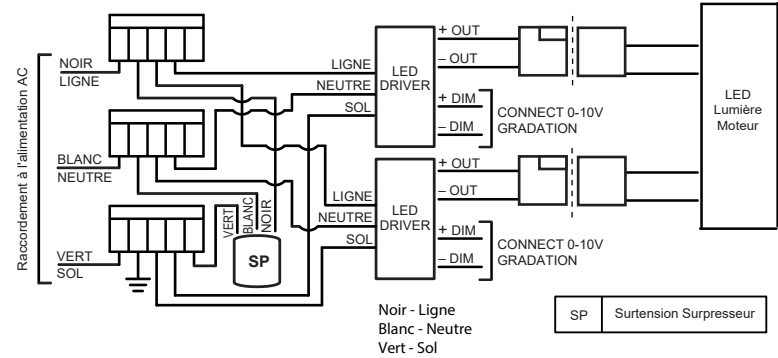 Raccordement à l'alimentation AC
NOIR
LIGNE
BLANC
NEUTRE
VERT
SOL
VERT
BLANC
NOIR
SP
LIGNE
NEUTRE
SOL
LED
DRIVER
+ OUT
– OUT
+ DIM
– DIM
CONNECT 0-10V
GRADATION
LIGNE
NEUTRE
SOL
LED
DRIVER
+ OUT
– OUT
+ DIM
– DIM
CONNECT 0-10V
GRADATION
LED
Lumière
Moteur
Noir - Ligne
Blanc - Neutre
Vert - Sol
SP Surtension Surpresseur